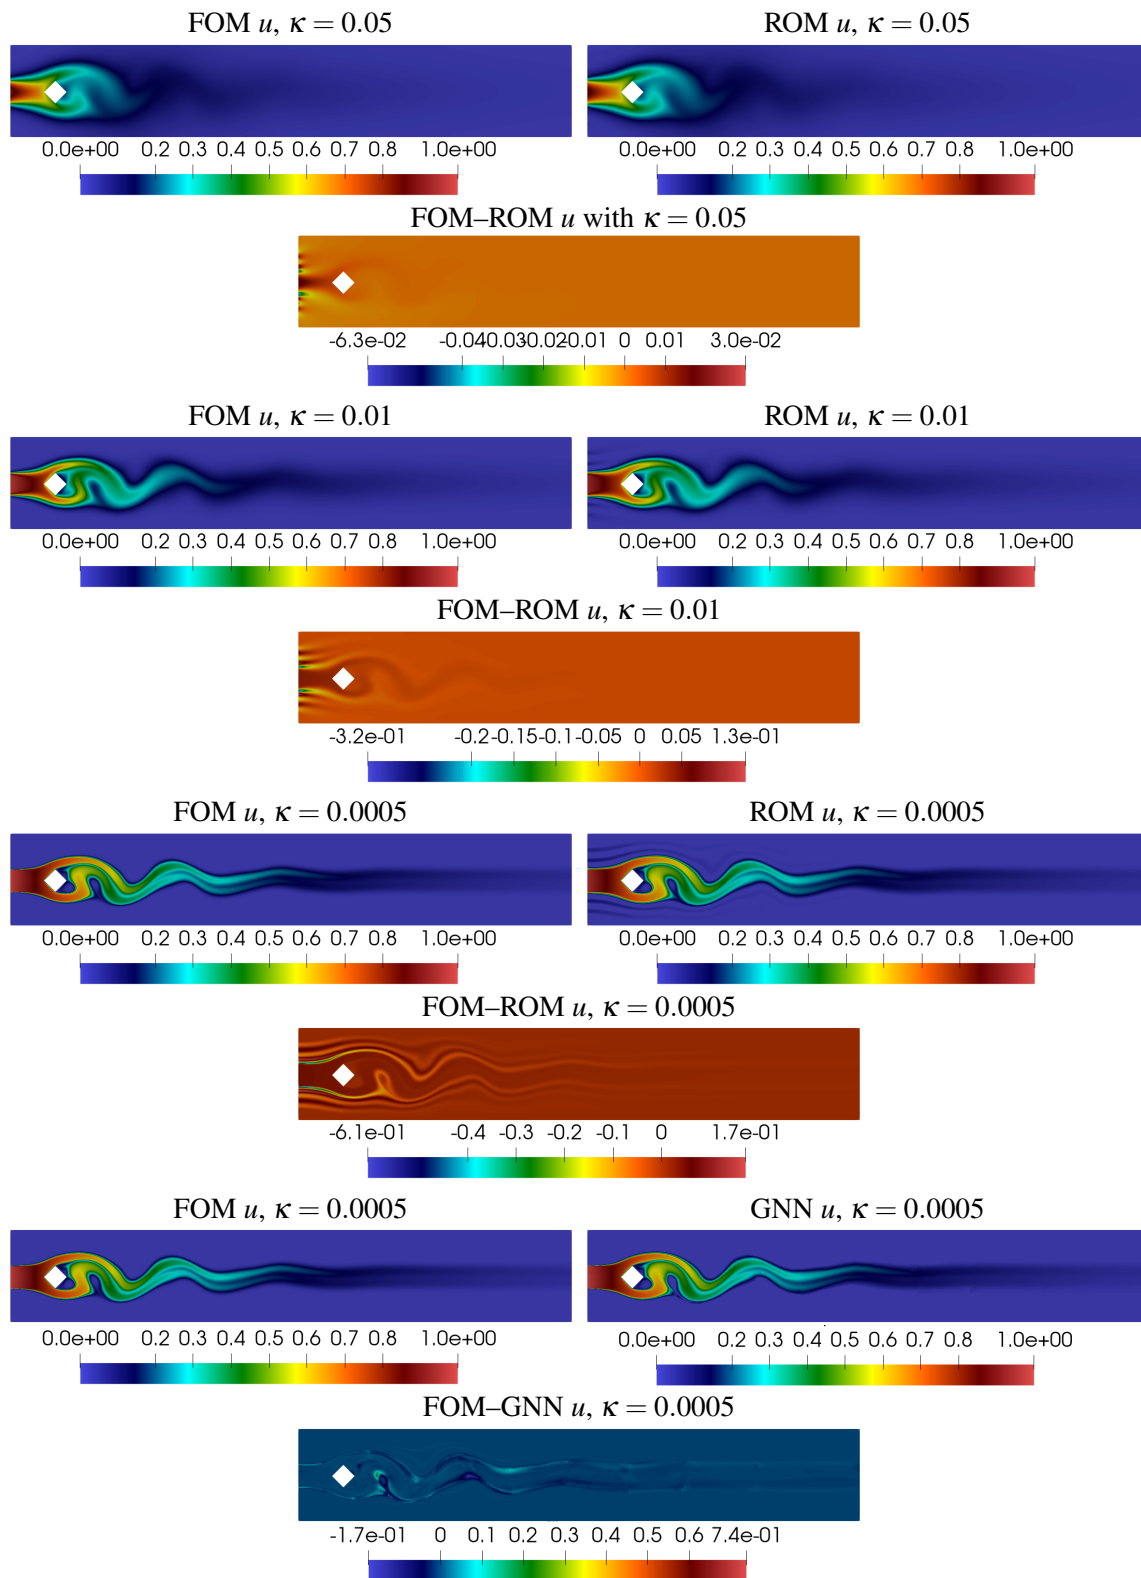 FOM u, κ = 0.05 ROM u, κ = 0.05
0.0e+00 0.2 0.3 0.4 0.5 0.6 0.7 0.8 1.0e+00 0.0e+00 0.2 0.3 0.4 0.5 0.6 0.7 0.8 1.0e+00
FOM–ROM u with κ = 0.05
-6.3e-02 -0.04 -0.03 -0.02 -0.01 0 0.01 3.0e-02
FOM u, κ = 0.01 ROM u, κ = 0.01
0.0e+00 0.2 0.3 0.4 0.5 0.6 0.7 0.8 1.0e+00 0.0e+00 0.2 0.3 0.4 0.5 0.6 0.7 0.8 1.0e+00
FOM–ROM u, κ = 0.01
-3.2e-01 -0.2 -0.15 -0.1 -0.05 0 0.05 1.3e-01
FOM u, κ = 0.0005 ROM u, κ = 0.0005
0.0e+00 0.2 0.3 0.4 0.5 0.6 0.7 0.8 1.0e+00 0.0e+00 0.2 0.3 0.4 0.5 0.6 0.7 0.8 1.0e+00
FOM–ROM u, κ = 0.0005
-6.1e-01 -0.4 -0.3 -0.2 -0.1 0 1.7e-01
FOM u, κ = 0.0005 GNN u, κ = 0.0005
0.0e+00 0.2 0.3 0.4 0.5 0.6 0.7 0.8 1.0e+00 0.0e+00 0.2 0.3 0.4 0.5 0.6 0.7 0.8 1.0e+00
FOM–GNN u, κ = 0.0005
-1.7e-01 0 0.1 0.2 0.3 0.4 0.5 0.6 7.4e-01